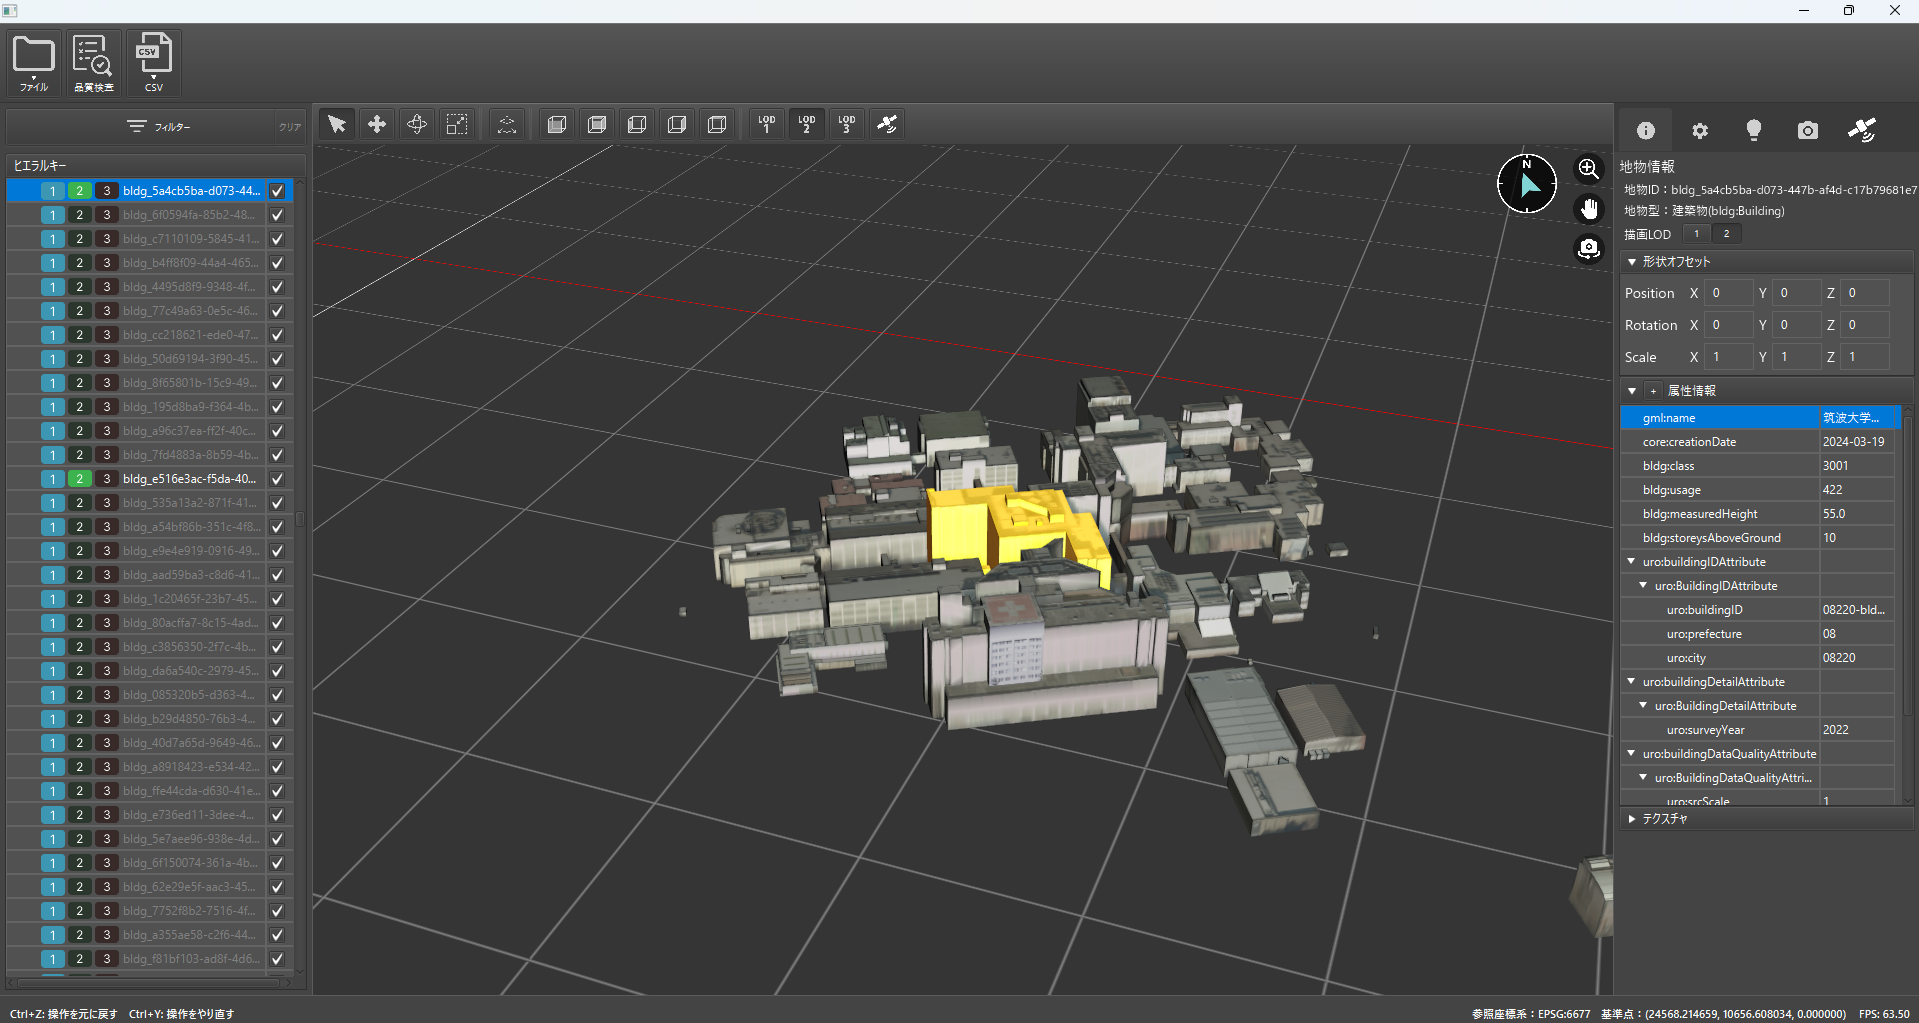 ファイル
品質検査
CSV
CSV
フィルター クリア
LOD 1 LOD 2 LOD 3
ヒエラルキー
1 2 3 bldg_5a4cb5ba-d073-44...
1 2 3 bldg_6f0594fa-85b2-48...
1 2 3 bldg_c7110109-5845-41...
1 2 3 bldg_b4ff8f09-44a4-465...
1 2 3 bldg_4495d8f9-9348-4f...
1 2 3 bldg_77c49a63-0e5c-46...
1 2 3 bldg_cc218621-ede0-47...
1 2 3 bldg_50d69194-3f90-45...
1 2 3 bldg_8f65801b-15c9-49...
1 2 3 bldg_195d8ba9-f364-4b...
1 2 3 bldg_a96c37ea-ff2f-40c...
1 2 3 bldg_7fd4883a-8b59-4b...
1 2 3 bldg_e516e3ac-f5da-40...
1 2 3 bldg_535a13a2-871f-41...
1 2 3 bldg_a54bf86b-351c-4f8...
1 2 3 bldg_e9e4e919-0916-49...
1 2 3 bldg_aad59ba3-c8d6-41...
1 2 3 bldg_1c20465f-23b7-45...
1 2 3 bldg_80acffa7-8c15-4ad...
1 2 3 bldg_c3856350-2f7c-4b...
1 2 3 bldg_da6a540c-2979-45...
1 2 3 bldg_085320b5-d363-4...
1 2 3 bldg_b29d4850-76b3-4...
1 2 3 bldg_40d7a65d-9649-46...
1 2 3 bldg_a8918423-e534-42...
1 2 3 bldg_ffe44cda-d630-41e...
1 2 3 bldg_e736ed11-3dee-4...
1 2 3 bldg_5e7aee96-938e-4d...
1 2 3 bldg_6f150074-361a-4b...
1 2 3 bldg_62e29e5f-aac3-45...
1 2 3 bldg_7752f8b2-7516-4f...
1 2 3 bldg_a355ae58-c2f6-44...
1 2 3 bldg_f81bf103-ad8f-4d6...
N
地物情報
地物ID：bldg_5a4cb5ba-d073-447b-af4d-c17b79681e7
地物型：建築物(bldg:Building)
描画LOD 1 2
形状オフセット
Position X 0 Y 0 Z 0
Rotation X 0 Y 0 Z 0
Scale X 1 Y 1 Z 1
+ 属性情報
gml:name 筑波大学...
core:creationDate 2024-03-19
bldg:class 3001
bldg:usage 422
bldg:measuredHeight 55.0
bldg:storeysAboveGround 10
uro:buildingIDAttribute
uro:BuildingIDAttribute
uro:buildingID 08220-bld...
uro:prefecture 08
uro:city 08220
uro:buildingDetailAttribute
uro:BuildingDetailAttribute
uro:surveyYear 2022
uro:buildingDataQualityAttribute
uro:BuildingDataQualityAttri...
uro:srcScale 1
テクスチャ
Ctrl+Z: 操作を元に戻す Ctrl+Y: 操作をやり直す
参照座標系：EPSG:6677 基準点：(24568.214659, 10656.608034, 0.000000) FPS: 63.50